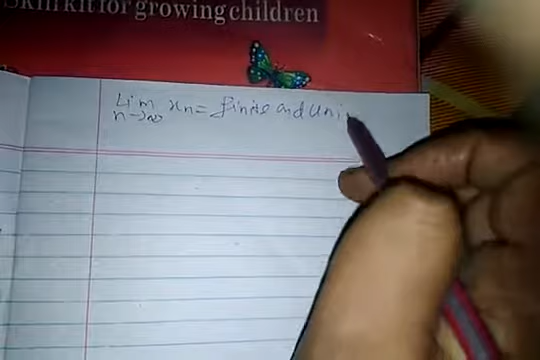 Skill kit for growing children
Lim xn = finite and uni
n→∞